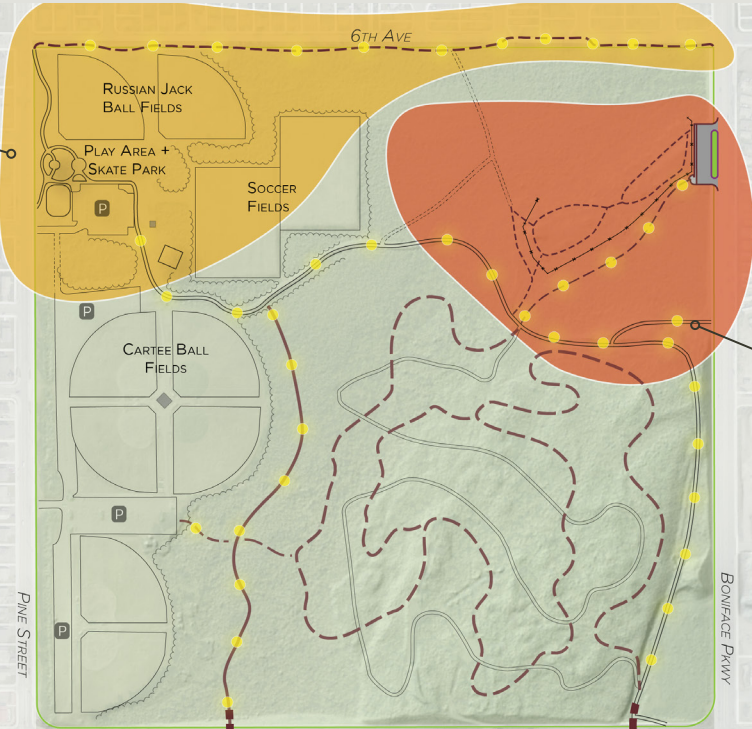 6TH AVE
RUSSIAN JACK
BALL FIELDS
PLAY AREA +
SKATE PARK
SOCCER
FIELDS
P
P
CARTEE BALL
FIELDS
P
PINE STREET
BONIFACE PKWY
P